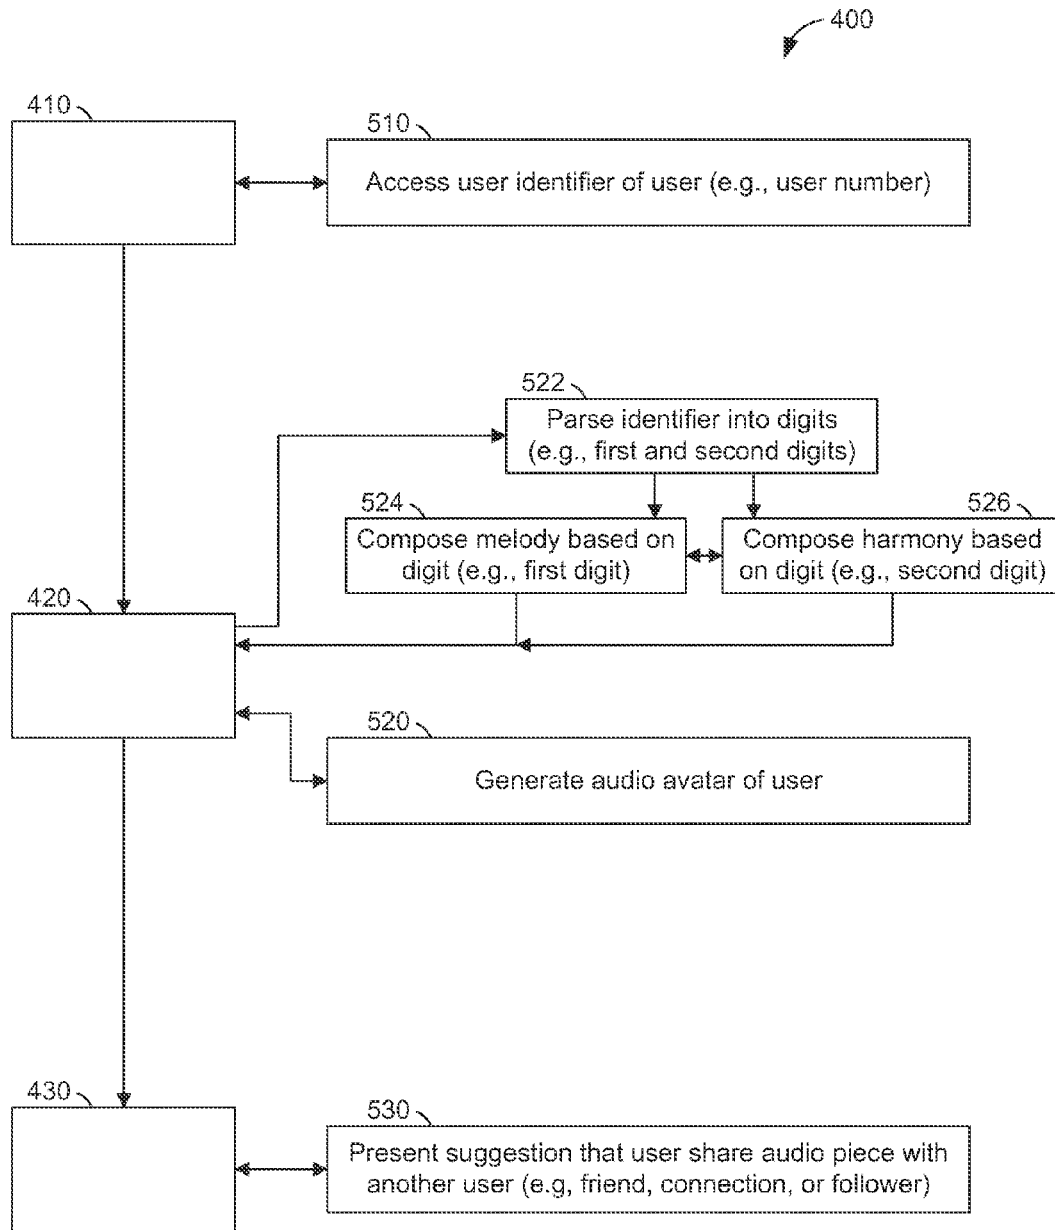 400
410
510
Access user identifier of user (e.g., user number)
522
Parse identifier into digits
(e.g., first and second digits)
524
Compose melody based on
digit (e.g., first digit)
526
Compose harmony based
on digit (e.g., second digit)
420
520
Generate audio avatar of user
430
530
Present suggestion that user share audio piece with
another user (e.g, friend, connection, or follower)